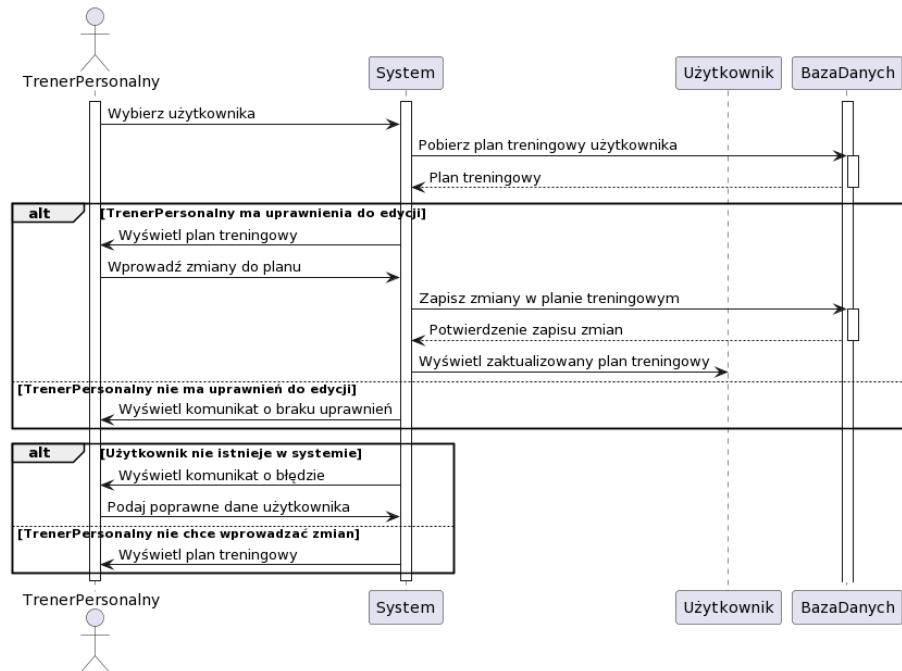 TrenerPersonalny
System
Użytkownik
BazaDanych
Wybierz użytkownika
Pobierz plan treningowy użytkownika
Plan treningowy
alt
[TrenerPersonalny ma uprawnienia do edycji]
Wyświetl plan treningowy
Wprowadź zmiany do planu
Zapisz zmiany w planie treningowym
Potwierdzenie zapisu zmian
Wyświetl zaktualizowany plan treningowy
[TrenerPersonalny nie ma uprawnień do edycji]
Wyświetl komunikat o braku uprawnień
alt
[Użytkownik nie istnieje w systemie]
Wyświetl komunikat o błędzie
Podaj poprawne dane użytkownika
[TrenerPersonalny nie chce wprowadzać zmian]
Wyświetl plan treningowy
TrenerPersonalny
System
Użytkownik
BazaDanych